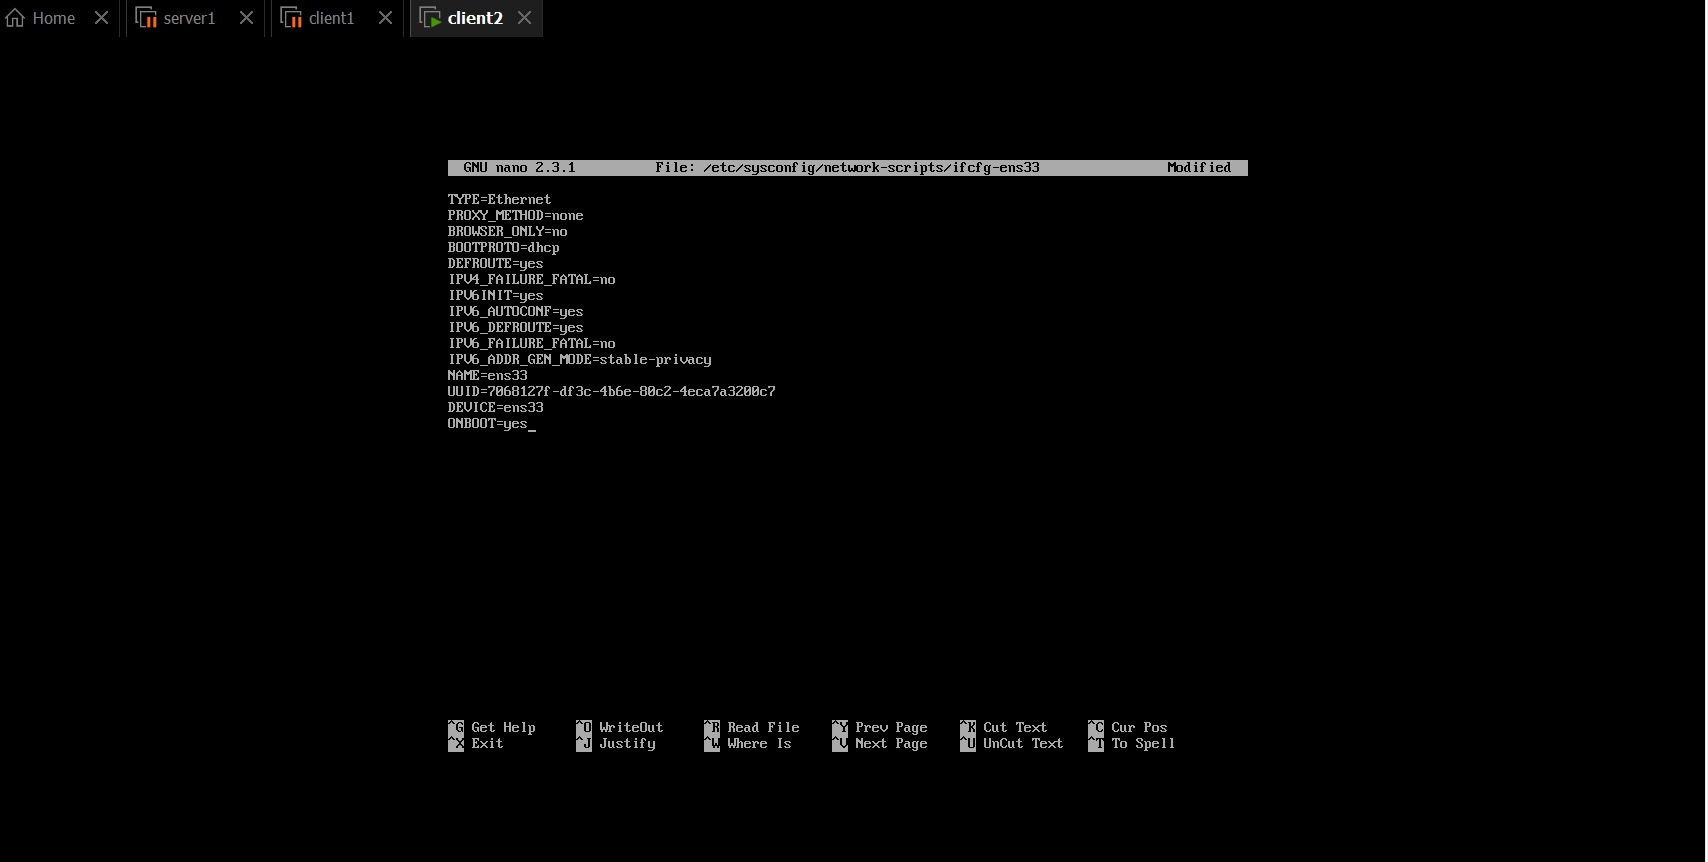 Home server1 client1 client2
GNU nano 2.3.1 File: /etc/sysconfig/network-scripts/ifcfg-ens33 Modified
TYPE=Ethernet
PROXY_METHOD=none
BROWSER_ONLY=no
BOOTPROTO=dhcp
DEFROUTE=yes
IPV4_FAILURE_FATAL=no
IPV6INIT=yes
IPV6_AUTOCONF=yes
IPV6_DEFROUTE=yes
IPV6_FAILURE_FATAL=no
IPV6_ADDR_GEN_MODE=stable-privacy
NAME=ens33
UUID=7068127f-df3c-4b6e-80c2-4eca7a3200c7
DEVICE=ens33
ONBOOT=yes_
^G Get Help ^O WriteOut ^R Read File ^Y Prev Page ^K Cut Text ^C Cur Pos
^X Exit ^J Justify ^W Where Is ^V Next Page ^U UnCut Text ^T To Spell